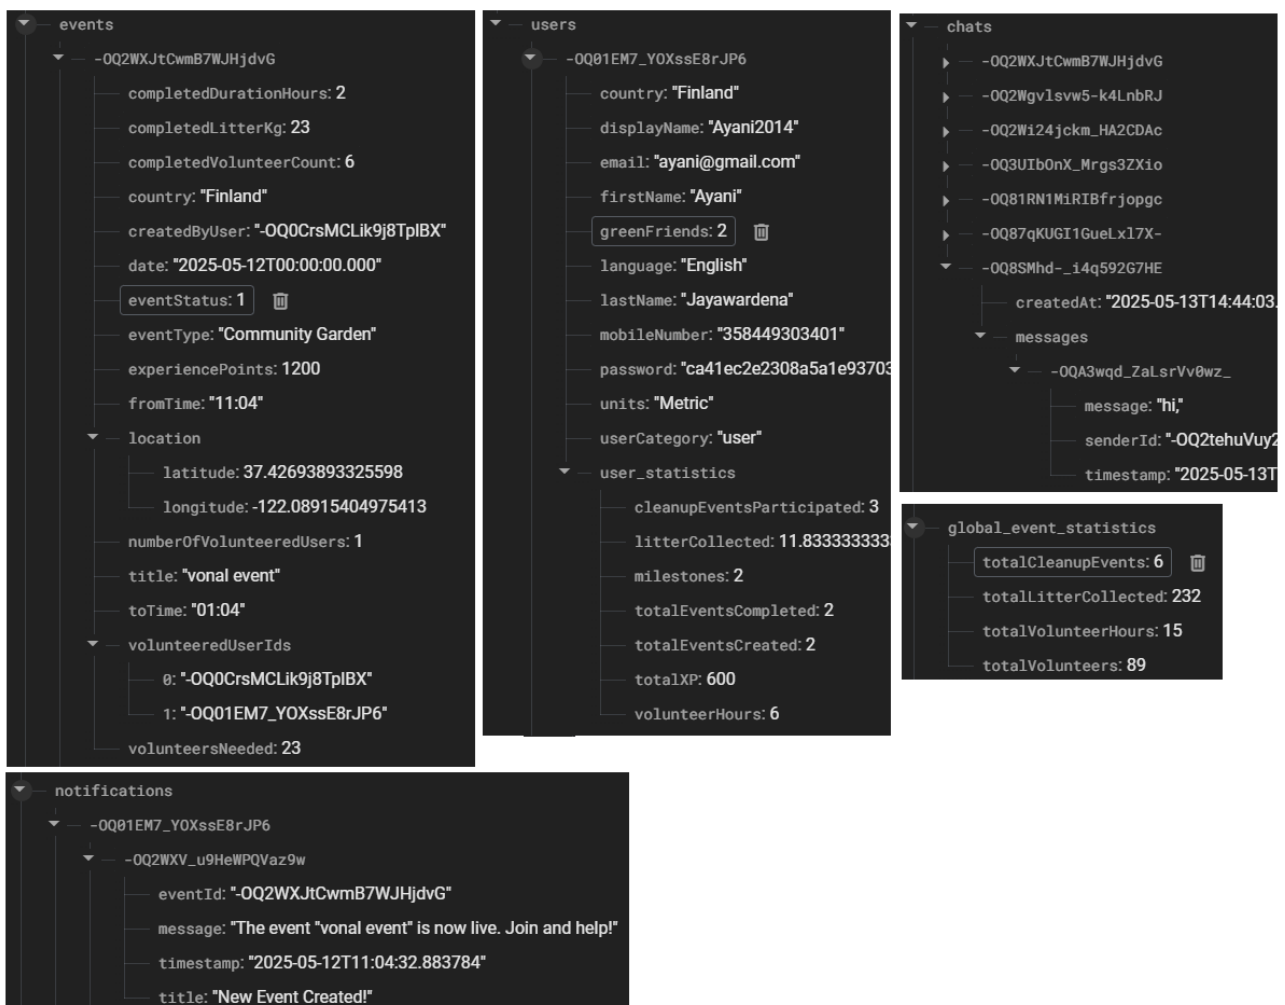 events
-OQ2WXJtCwmB7WJHjdvG
completedDurationHours: 2
completedLitterKg: 23
completedVolunteerCount: 6
country: "Finland"
createdByUser: "-OQ0CrsMCLik9j8TplBX"
date: "2025-05-12T00:00:00.000"
eventStatus: 1
eventType: "Community Garden"
experiencePoints: 1200
fromTime: "11:04"
location
latitude: 37.42693893325598
longitude: -122.08915404975413
numberOfVolunteeredUsers: 1
title: "vonal event"
toTime: "01:04"
volunteeredUserIds
0: "-OQ0CrsMCLik9j8TplBX"
1: "-OQ01EM7_YOXssE8rJP6"
volunteersNeeded: 23
users
-OQ01EM7_YOXssE8rJP6
country: "Finland"
displayName: "Ayani2014"
email: "ayani@gmail.com"
firstName: "Ayani"
greenFriends: 2
language: "English"
lastName: "Jayawardena"
mobileNumber: "358449303401"
password: "ca41ec2e2308a5a1e93703
units: "Metric"
userCategory: "user"
user_statistics
cleanupEventsParticipated: 3
litterCollected: 11.8333333333
milestones: 2
totalEventsCompleted: 2
totalEventsCreated: 2
totalXP: 600
volunteerHours: 6
chats
-OQ2WXJtCwmB7WJHjdvG
-OQ2Wgvlsvw5-k4LnbRJ
-OQ2Wi24jckm_HA2CDAc
-OQ3UIbOnX_Mrgs3ZXio
-OQ81RN1MiRIBfrjopgc
-OQ87qKUGI1GueLxl7X-
-OQ8SMhd-_i4q592G7HE
createdAt: "2025-05-13T14:44:03.
messages
-OQA3wqd_ZaLsrVv0wz_
message: "hi,"
senderId: "-OQ2tehuVuy2
timestamp: "2025-05-13T
global_event_statistics
totalCleanupEvents: 6
totalLitterCollected: 232
totalVolunteerHours: 15
totalVolunteers: 89
notifications
-OQ01EM7_YOXssE8rJP6
-OQ2WXV_u9HeWPQVaz9w
eventId: "-OQ2WXJtCwmB7WJHjdvG"
message: "The event "vonal event" is now live. Join and help!"
timestamp: "2025-05-12T11:04:32.883784"
title: "New Event Created!"